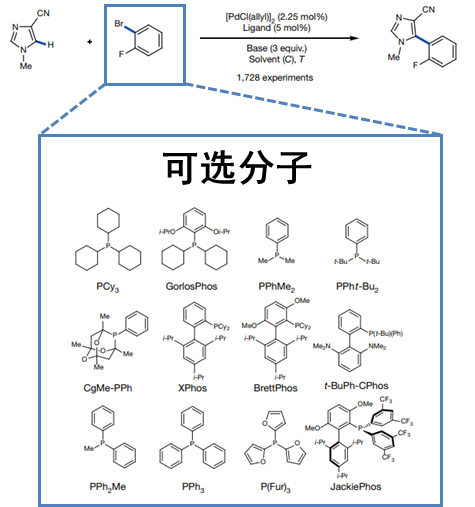 CN
N
N
Me
H
+
Br
F
[PdCl(allyl)]2 (2.25 mol%)
Ligand (5 mol%)
Base (3 equiv.)
Solvent (C), T
1,728 experiments
CN
N
N
Me
F
可选分子
P
PCy3
i-PrO Oi-Pr
P
GorlosPhos
P
Me Me
PPhMe2
P
t-Bu t-Bu
PPht-Bu2
Me
P
O
Me O
O Me
Me
CgMe-PPh
PCy2
i-Pr i-Pr
i-Pr
XPhos
OMe
MeO PCy2
i-Pr i-Pr
i-Pr
BrettPhos
P(t-Bu)(Ph)
Me2N NMe2
t-BuPh-CPhos
P
Me
PPh2Me
P
PPh3
P
O O
O
P(Fur)3
OMe CF3
MeO P CF3
i-Pr i-Pr CF3
CF3
i-Pr
JackiePhos